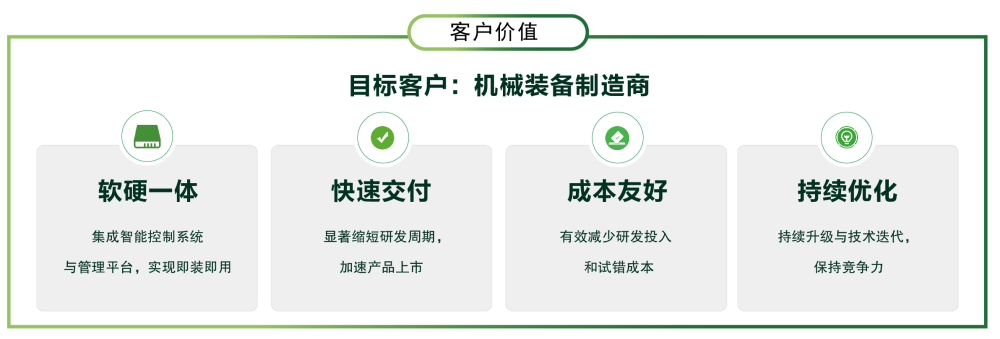 客户价值
目标客户：机械装备制造商
软硬一体
集成智能控制系统
与管理平台，实现即装即用
快速交付
显著缩短研发周期，
加速产品上市
成本友好
有效减少研发投入
和试错成本
持续优化
持续升级与技术迭代，
保持竞争力